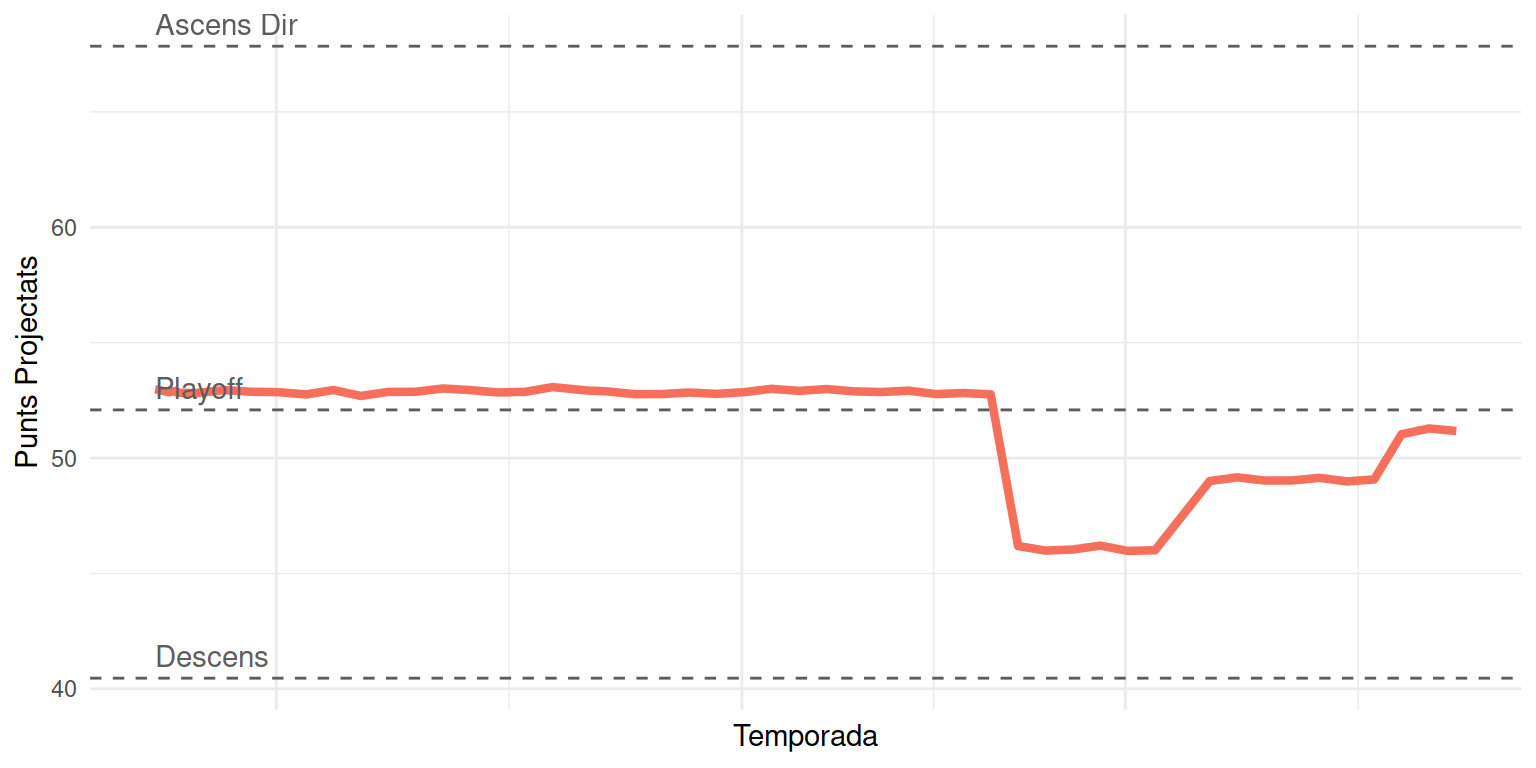 Ascens Dir
60
Playoff
50
Descens
40
Punts Projectats
Temporada